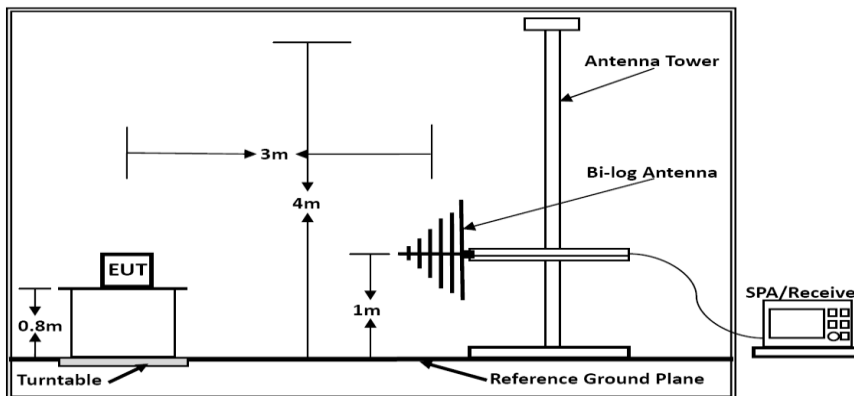 Antenna Tower
3m
Bi-log Antenna
4m
EUT
SPA/Receive
0.8m
1m
Turntable
Reference Ground Plane